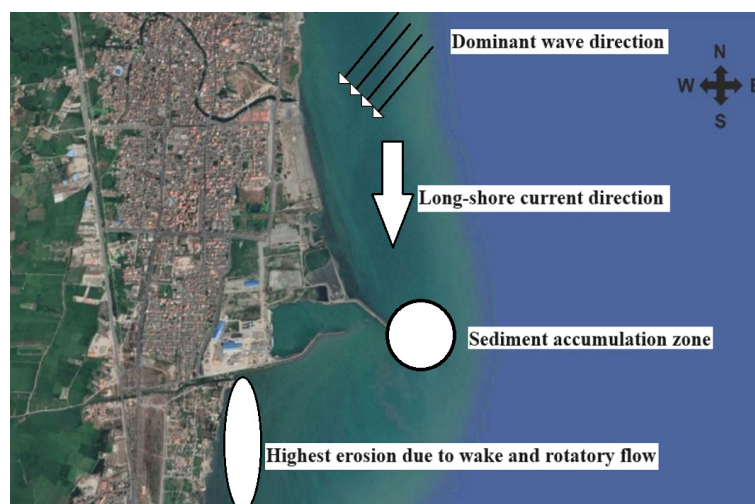 Dominant wave direction
N
W E
S
Long-shore current direction
Sediment accumulation zone
Highest erosion due to wake and rotatory flow